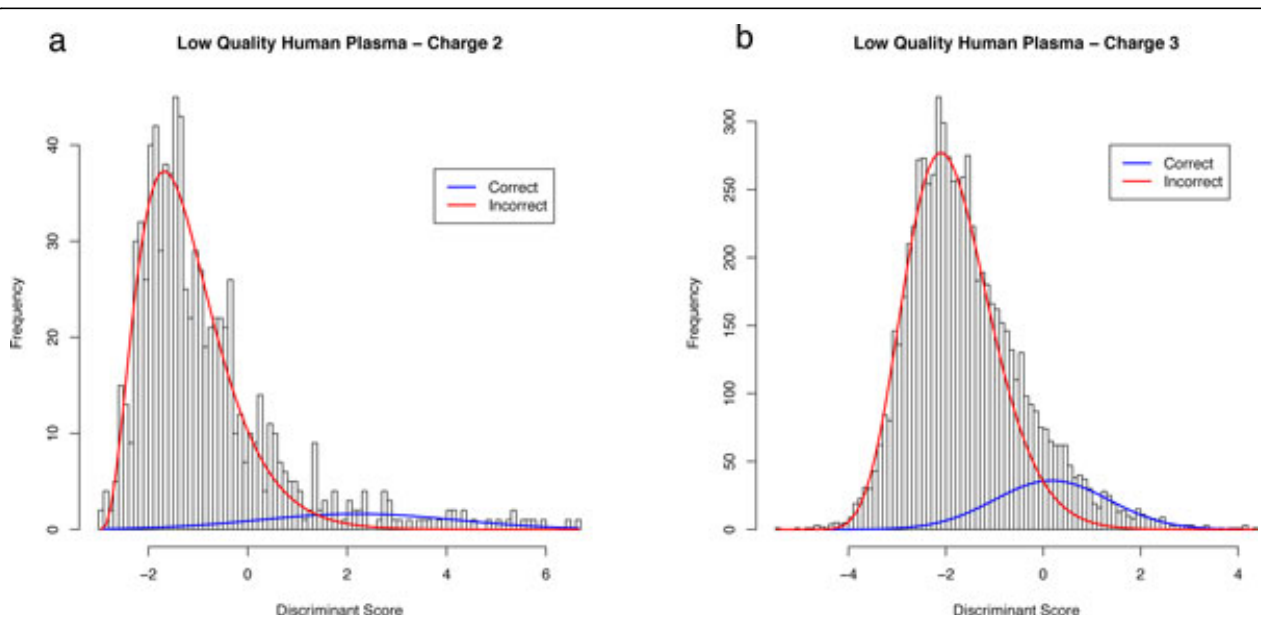 a
Low Quality Human Plasma – Charge 2
Frequency
0
10
20
30
40
Correct
Incorrect
−2
0
2
4
6
Discriminant Score
b
Low Quality Human Plasma – Charge 3
Frequency
0
50
100
150
200
250
300
Correct
Incorrect
−4
−2
0
2
4
Discriminant Score